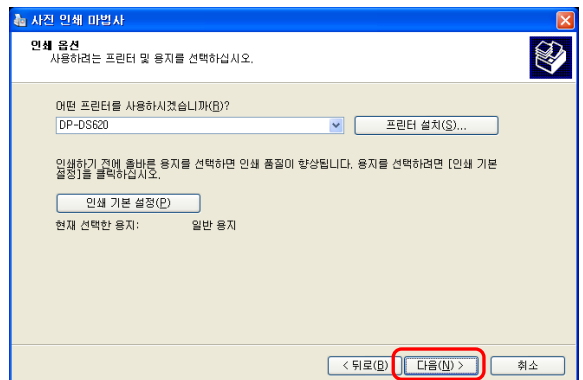 사진 인쇄 마법사
인쇄 옵션
사용하려는 프린터 및 용지를 선택하십시오.
어떤 프린터를 사용하시겠습니까(R)?
DP-DS620
프린터 설치(S)...
인쇄하기 전에 올바른 용지를 선택하면 인쇄 품질이 향상됩니다. 용지를 선택하려면 [인쇄 기본
설정]을 클릭하십시오.
인쇄 기본 설정(P)
현재 선택한 용지: 일반 용지
< 뒤로(B) 다음(N) > 취소